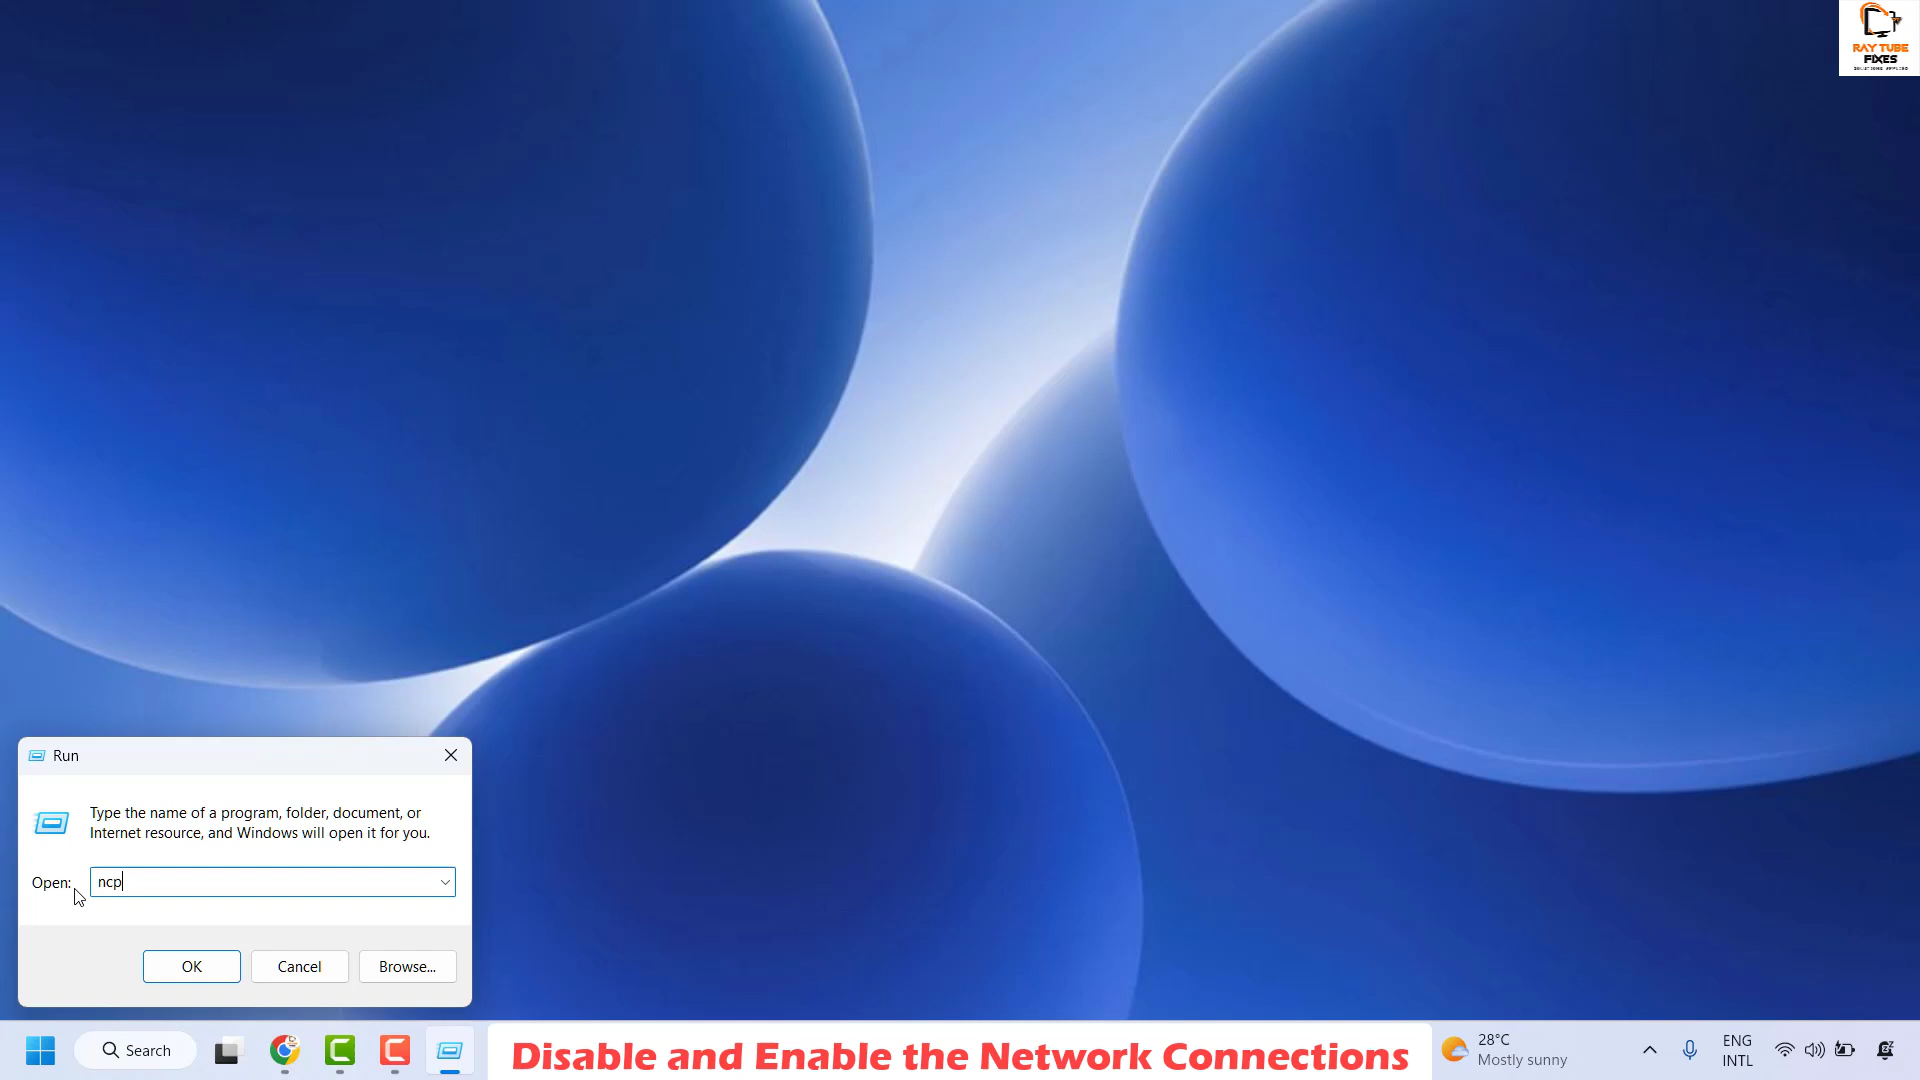 RAY TUBE
FIXES
Run
Type the name of a program, folder, document, or
Internet resource, and Windows will open it for you.
Open:
ncp
OK
Cancel
Browse...
Search
Disable and Enable the Network Connections
28°C
Mostly sunny
ENG
INTL